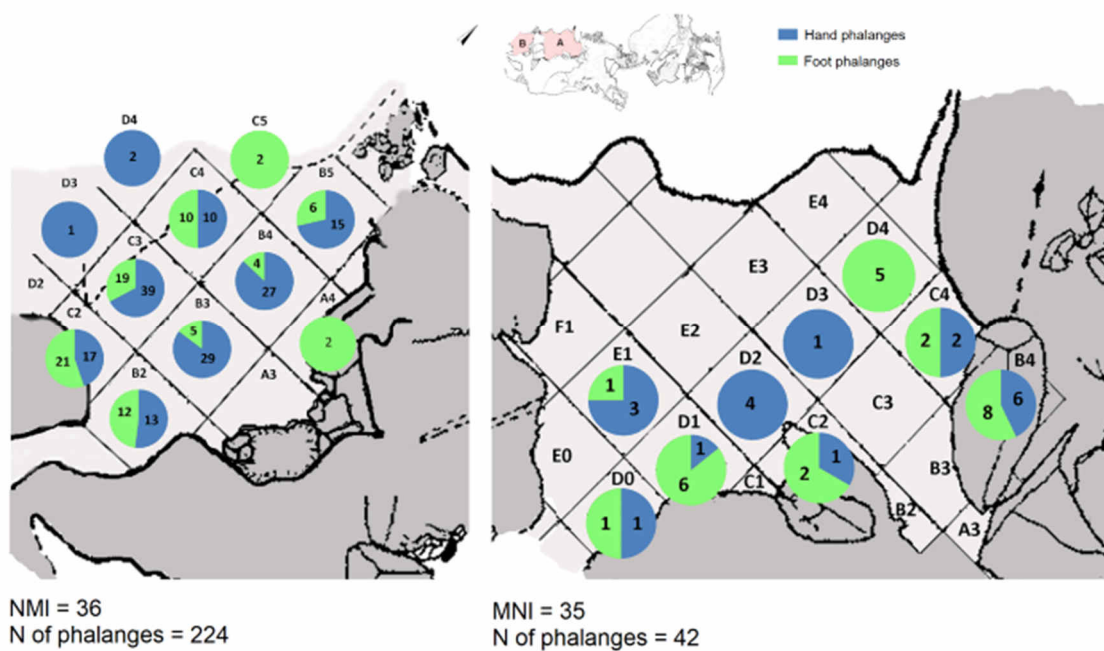 B A
Hand phalanges
Foot phalanges
D4
2
C5
2
D3
1
C4
10 10
B5
6 15
C3
19 39
B4
4 27
D2
C2
21 17
B3
5 29
A4
2
B2
12 13
A3
E4
D4
5
E3
D3
1
C4
2 2
F1
E2
B4
8 6
E1
1 3
D2
4
C3
D1
1 6
C2
2 1
E0
C1
B3
D0
1 1
B2
A3
NMI = 36
N of phalanges = 224
MNI = 35
N of phalanges = 42